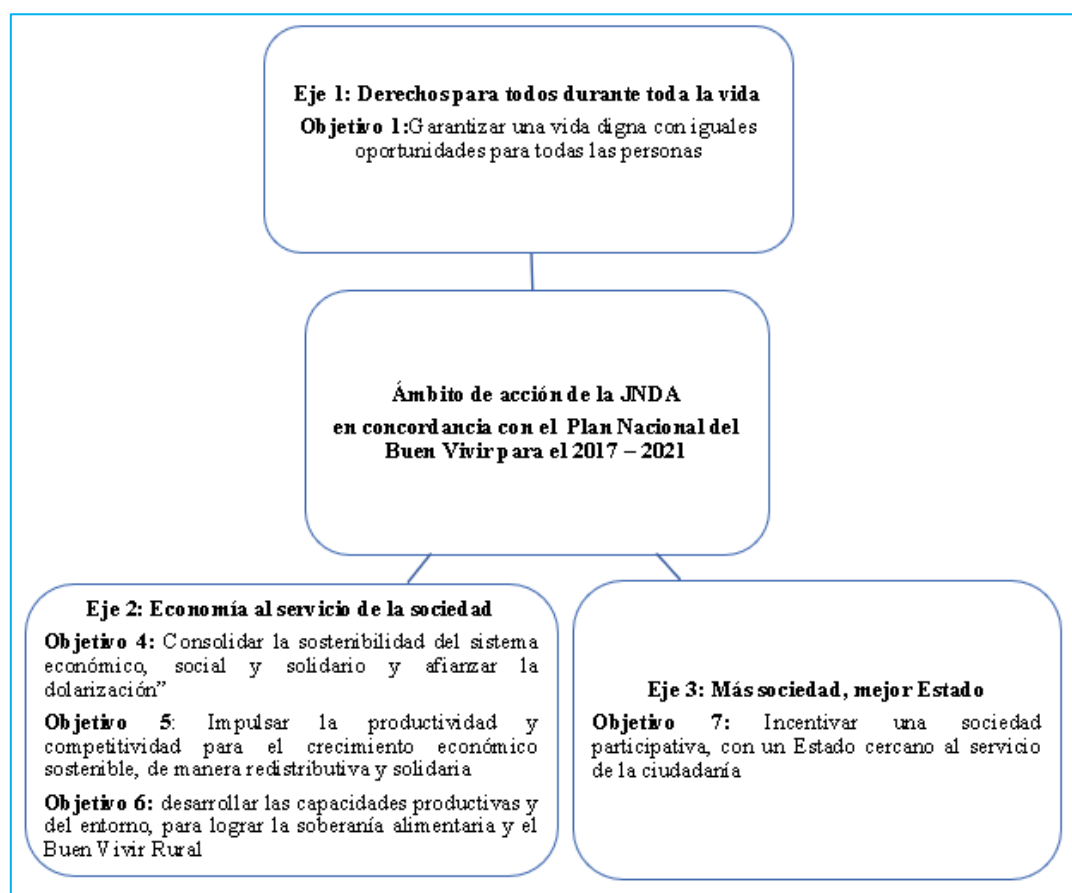 Eje 1: Derechos para todos durante toda la vida
Objetivo 1:Garantizar una vida digna con iguales
oportunidades para todas las personas
Ámbito de acción de la JNDA
en concordancia con el Plan Nacional del
Buen Vivir para el 2017 – 2021
Eje 2: Economía al servicio de la sociedad
Objetivo 4: Consolidar la sostenibilidad del sistema
económico, social y solidario y afianzar la
dolarización”
Objetivo 5: Impulsar la productividad y
competitividad para el crecimiento económico
sostenible, de manera redistributiva y solidaria
Objetivo 6: desarrollar las capacidades productivas y
del entorno, para lograr la soberanía alimentaria y el
Buen Vivir Rural
Eje 3: Más sociedad, mejor Estado
Objetivo 7: Incentivar una sociedad
participativa, con un Estado cercano al servicio
de la ciudadanía